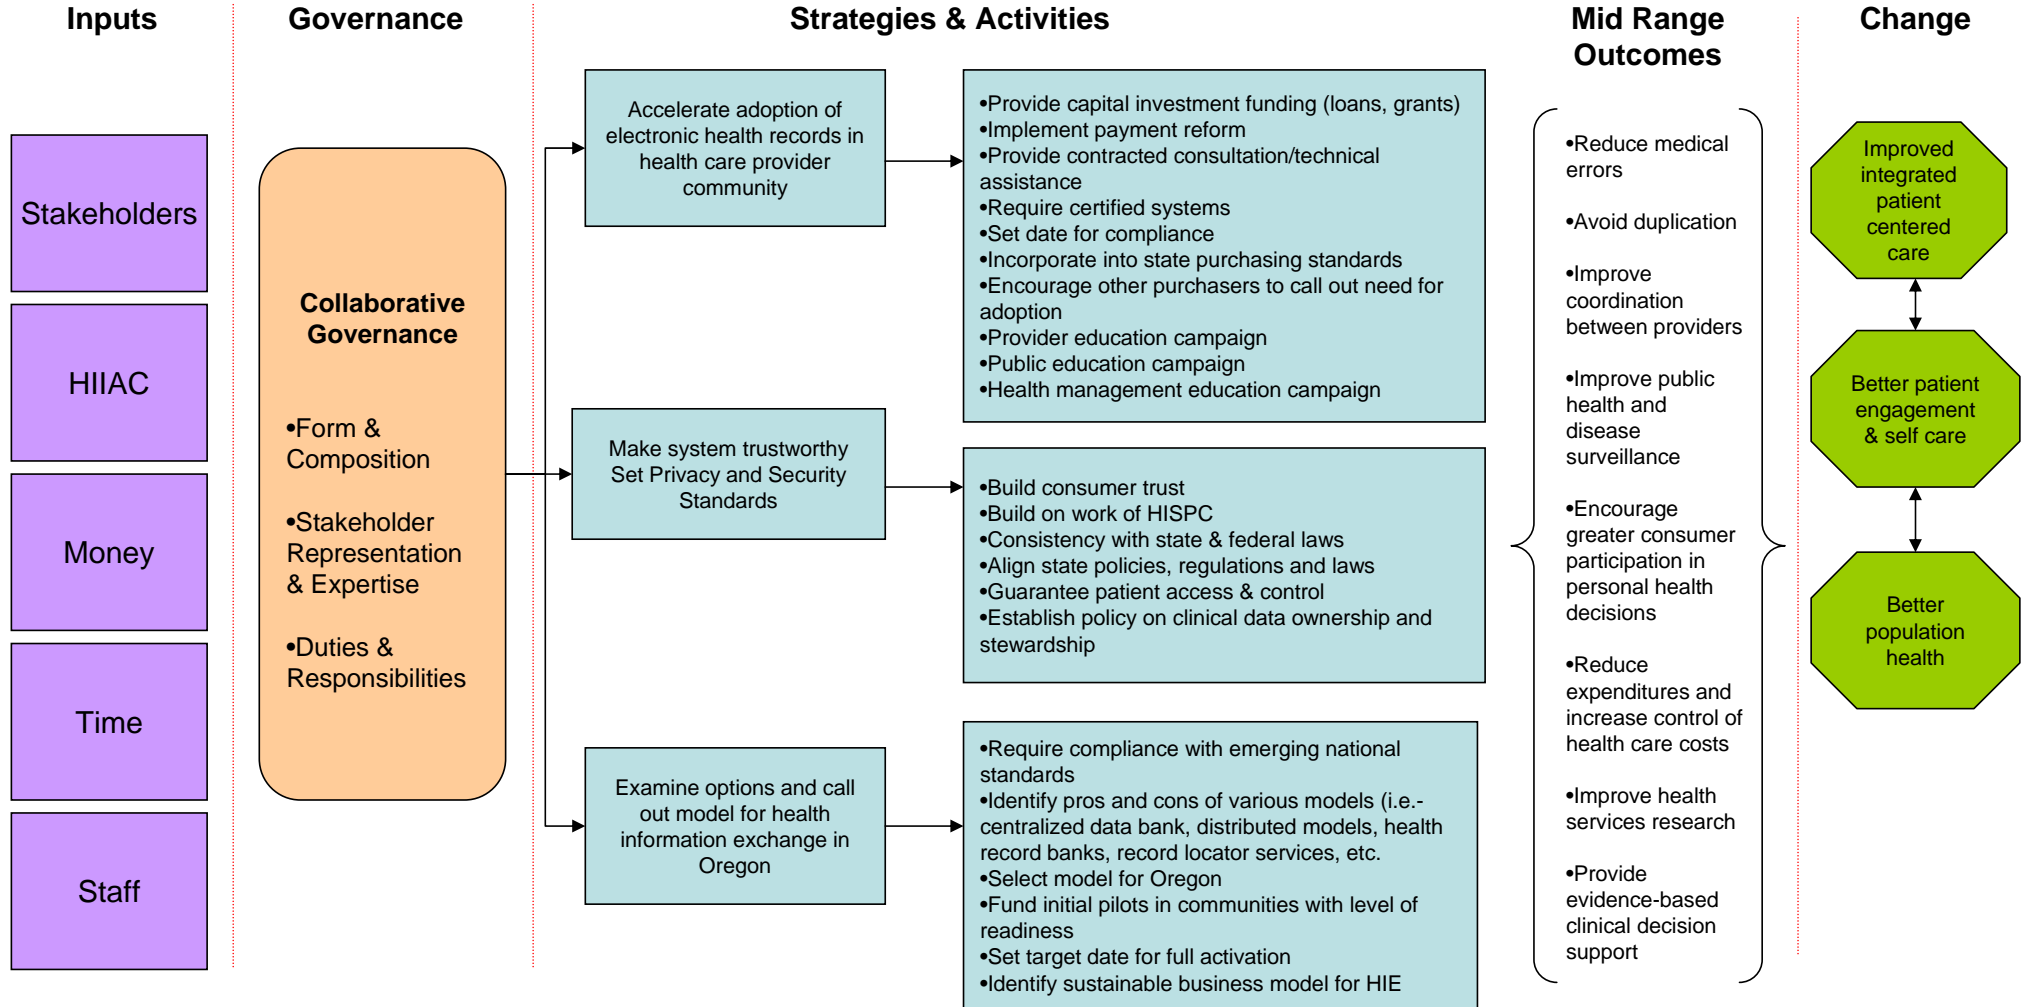 Inputs
Governance
Strategies & Activities
Mid Range
Outcomes
Change
Stakeholders
HIIAC
Money
Time
Staff
Collaborative
Governance
•Form &
Composition
•Stakeholder
Representation
& Expertise
•Duties &
Responsibilities
Accelerate adoption of
electronic health records in
health care provider
community
•Provide capital investment funding (loans, grants)
•Implement payment reform
•Provide contracted consultation/technical
assistance
•Require certified systems
•Set date for compliance
•Incorporate into state purchasing standards
•Encourage other purchasers to call out need for
adoption
•Provider education campaign
•Public education campaign
•Health management education campaign
Make system trustworthy
Set Privacy and Security
Standards
•Build consumer trust
•Build on work of HISPC
•Consistency with state & federal laws
•Align state policies, regulations and laws
•Guarantee patient access & control
•Establish policy on clinical data ownership and
stewardship
Examine options and call
out model for health
information exchange in
Oregon
•Require compliance with emerging national
standards
•Identify pros and cons of various models (i.e.-
centralized data bank, distributed models, health
record banks, record locator services, etc.
•Select model for Oregon
•Fund initial pilots in communities with level of
readiness
•Set target date for full activation
•Identify sustainable business model for HIE
•Reduce medical
errors
•Avoid duplication
•Improve
coordination
between providers
•Improve public
health and
disease
surveillance
•Encourage
greater consumer
participation in
personal health
decisions
•Reduce
expenditures and
increase control of
health care costs
•Improve health
services research
•Provide
evidence-based
clinical decision
support
Improved
integrated
patient
centered
care
Better patient
engagement
& self care
Better
population
health